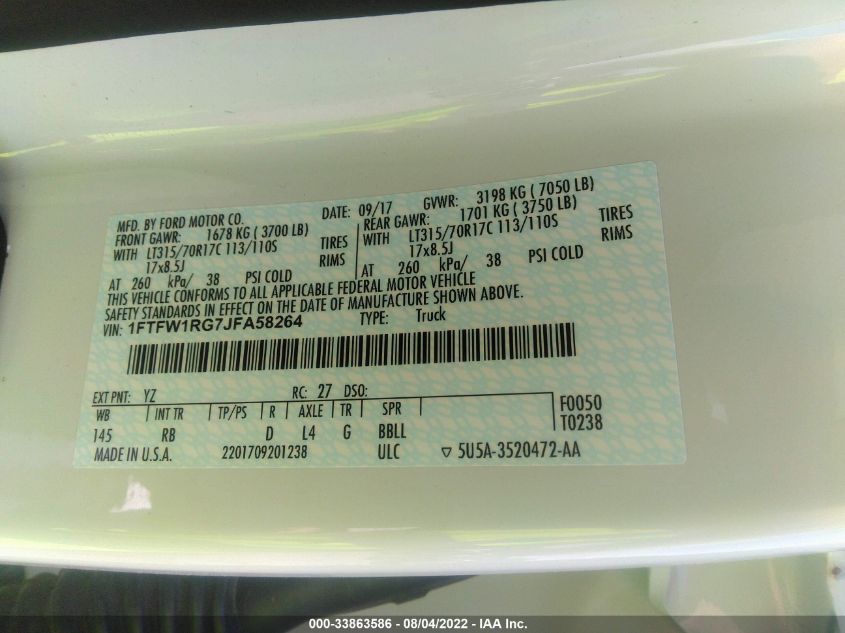 MFD. BY FORD MOTOR CO. DATE: 09/17 GVWR: 3198 KG ( 7050 LB)
FRONT GAWR: 1678 KG ( 3700 LB) REAR GAWR: 1701 KG ( 3750 LB)
WITH LT315/70R17C 113/110S TIRES WITH LT315/70R17C 113/110S TIRES
17x8.5J RIMS 17x8.5J RIMS
AT 260 kPa/ 38 PSI COLD AT 260 kPa/ 38 PSI COLD
THIS VEHICLE CONFORMS TO ALL APPLICABLE FEDERAL MOTOR VEHICLE
SAFETY STANDARDS IN EFFECT ON THE DATE OF MANUFACTURE SHOWN ABOVE.
VIN: 1FTFW1RG7JFA58264 TYPE: Truck
EXT PNT: YZ RC: 27 DSO:
WB INT TR TP/PS R AXLE TR SPR F0050
145 RB D L4 G BBLL T0238
MADE IN U.S.A. 2201709201238 ULC ▽ 5U5A-3520472-AA
000-33863586 - 08/04/2022 - IAA Inc.